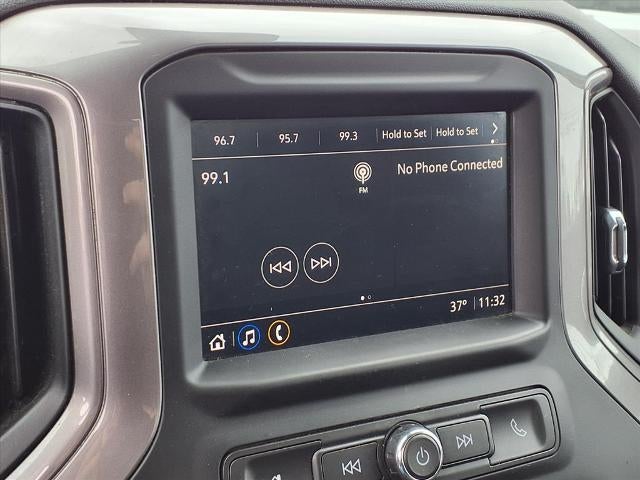 96.7 95.7 99.3 Hold to Set Hold to Set
99.1 FM No Phone Connected
37° 11:32